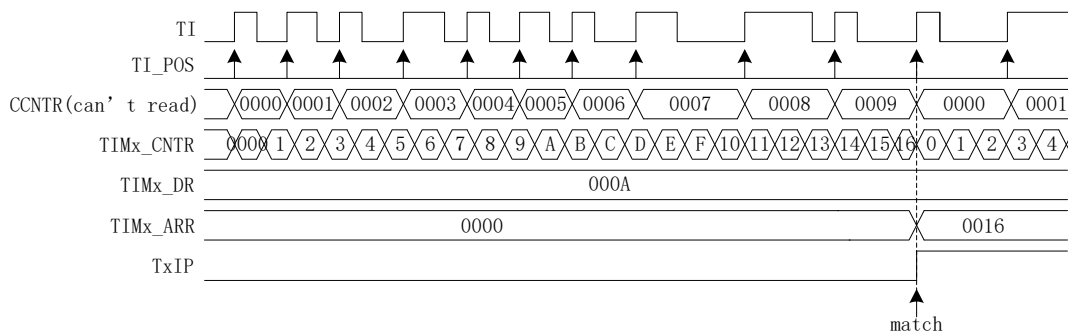 TI
TI_POS
CCNTR(can't read) 0000 0001 0002 0003 0004 0005 0006 0007 0008 0009 0000 0001
TIMx_CNTR 0000 1 2 3 4 5 6 7 8 9 A B C D E F 10 11 12 13 14 15 16 0 1 2 3 4
TIMx_DR 000A
TIMx_ARR 0000 0016
TxIP
match